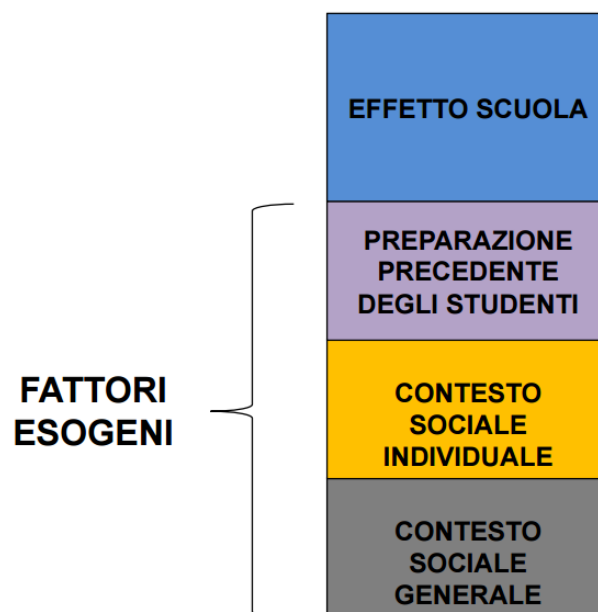 EFFETTO SCUOLA
PREPARAZIONE
PRECEDENTE
DEGLI STUDENTI
FATTORI
ESOGENI
CONTESTO
SOCIALE
INDIVIDUALE
CONTESTO
SOCIALE
GENERALE